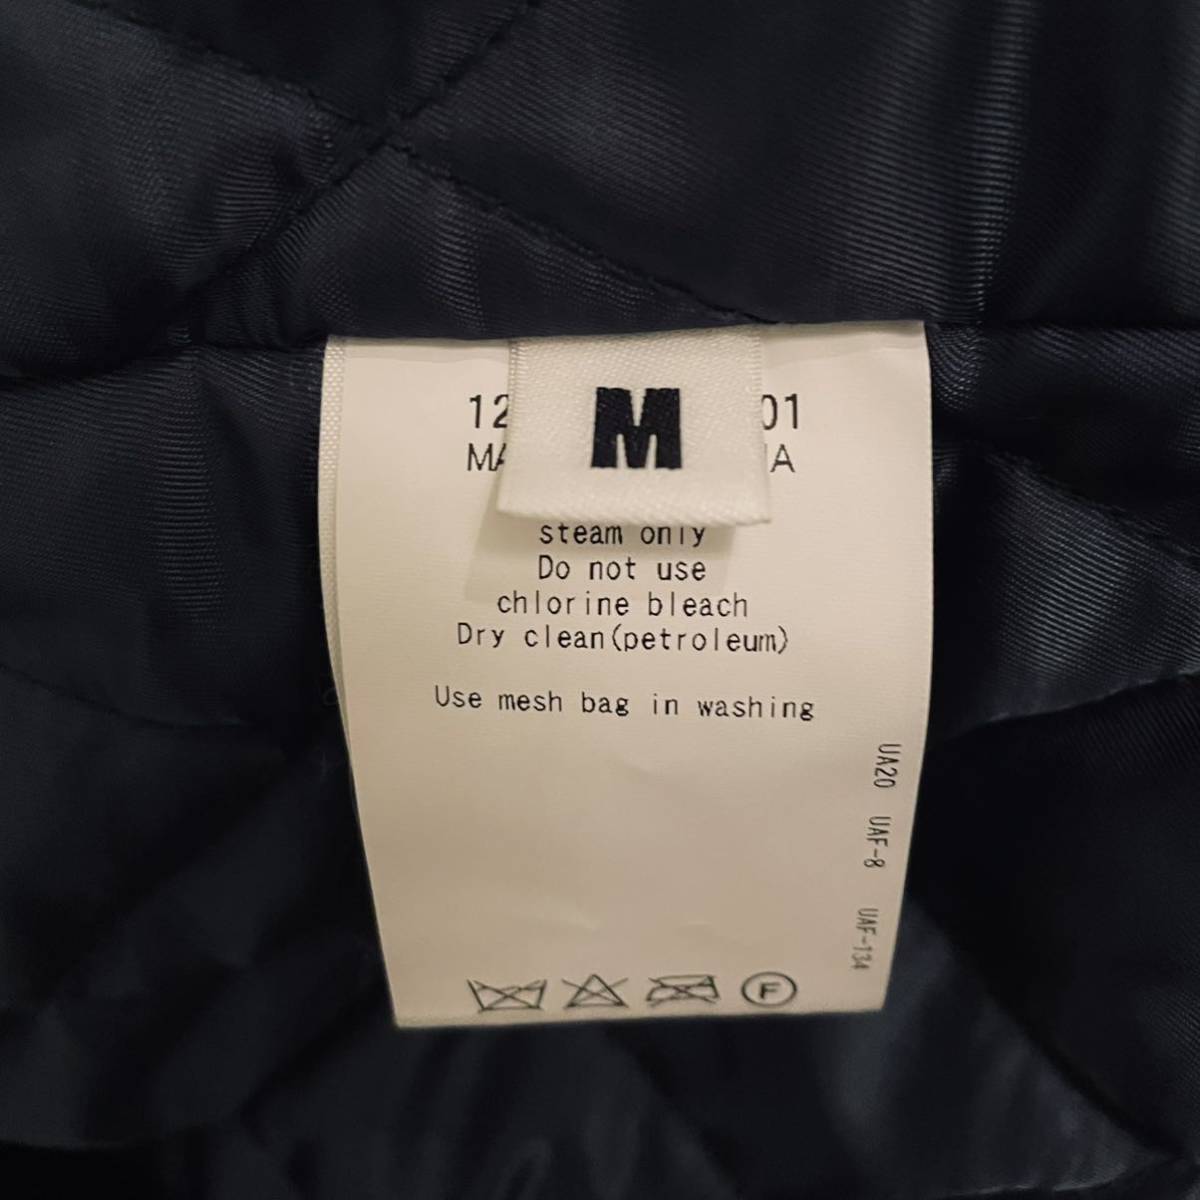 12 01
M
MA NA
steam only
Do not use
chlorine bleach
Dry clean(petroleum)
Use mesh bag in washing
UA20 UAF-8 UAF-134
F